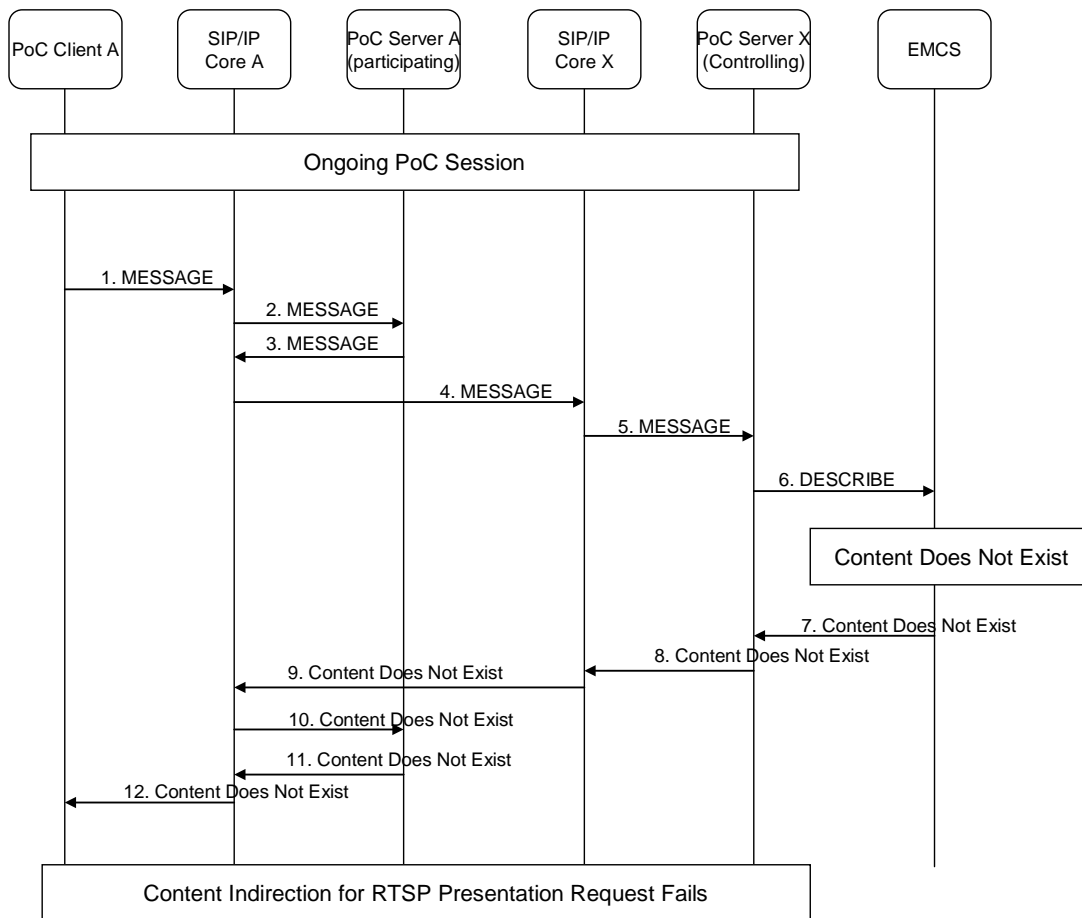 PoC Client A
SIP/IP
Core A
PoC Server A
(participating)
SIP/IP
Core X
PoC Server X
(Controlling)
EMCS
Ongoing PoC Session
1. MESSAGE
2. MESSAGE
3. MESSAGE
4. MESSAGE
5. MESSAGE
6. DESCRIBE
Content Does Not Exist
7. Content Does Not Exist
8. Content Does Not Exist
9. Content Does Not Exist
10. Content Does Not Exist
11. Content Does Not Exist
12. Content Does Not Exist
Content Indirection for RTSP Presentation Request Fails